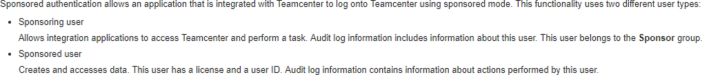 Sponsored authentication allows an application that is integrated with Teamcenter to log onto Teamcenter using sponsored mode. This functionality uses two different user types:
• Sponsoring user
Allows integration applications to access Teamcenter and perform a task. Audit log information includes information about this user. This user belongs to the Sponsor group.
• Sponsored user
Creates and accesses data. This user has a license and a user ID. Audit log information contains information about actions performed by this user.